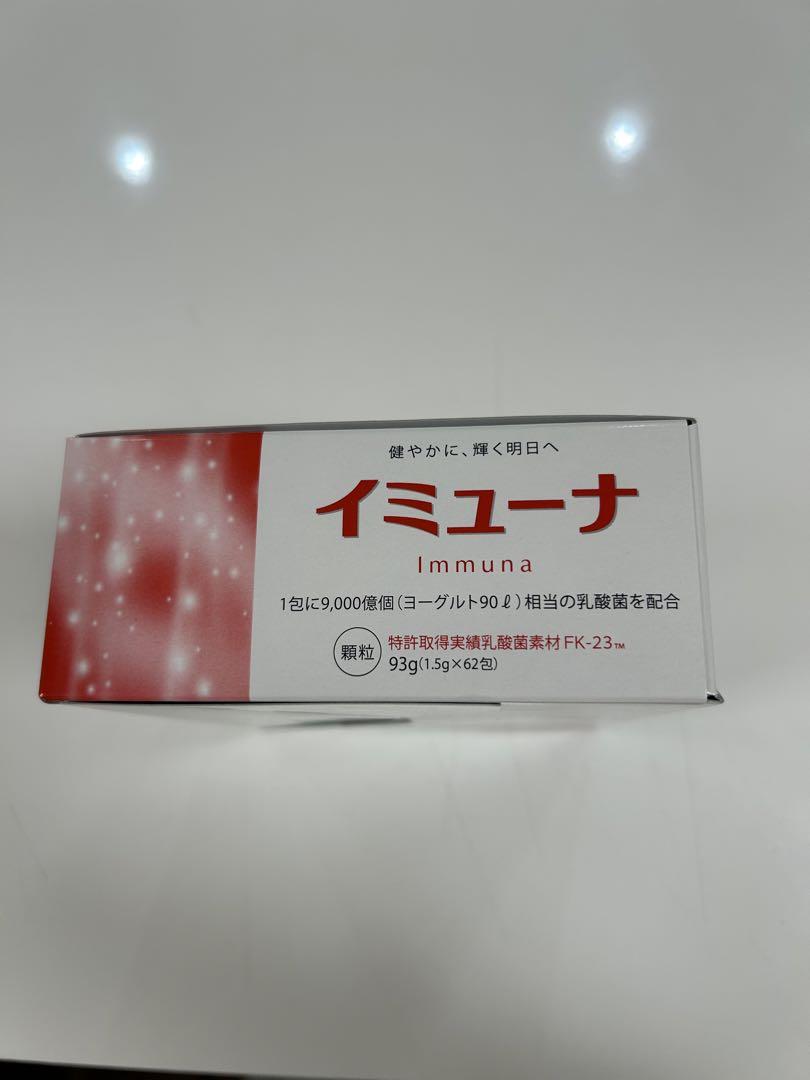 健やかに、輝く明日へ
イミューナ
Immuna
1包に9,000億個(ヨーグルト90ℓ)相当の乳酸菌を配合
顆粒
特許取得実績乳酸菌素材FK-23™
93g(1.5g×62包)